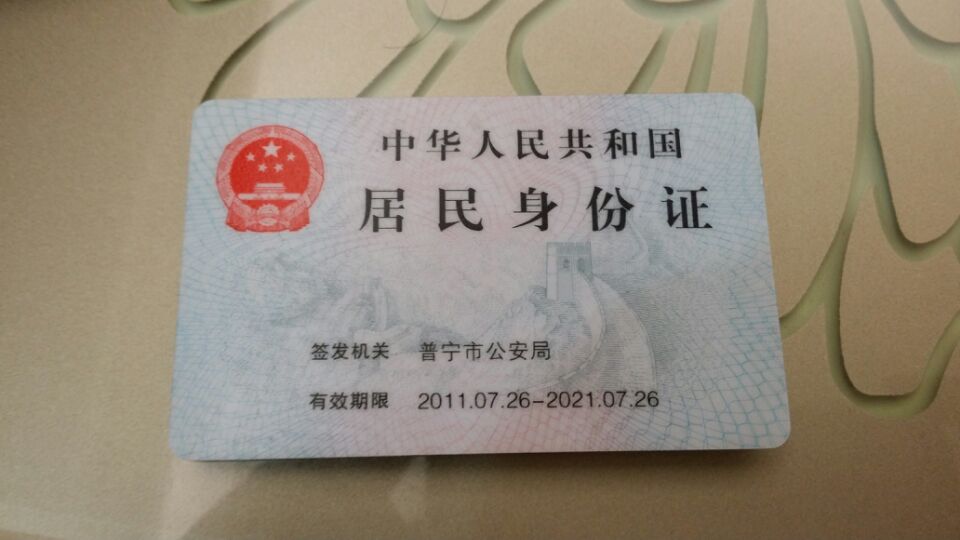 中华人民共和国
居民身份证
签发机关 普宁市公安局
有效期限 2011.07.26-2021.07.26